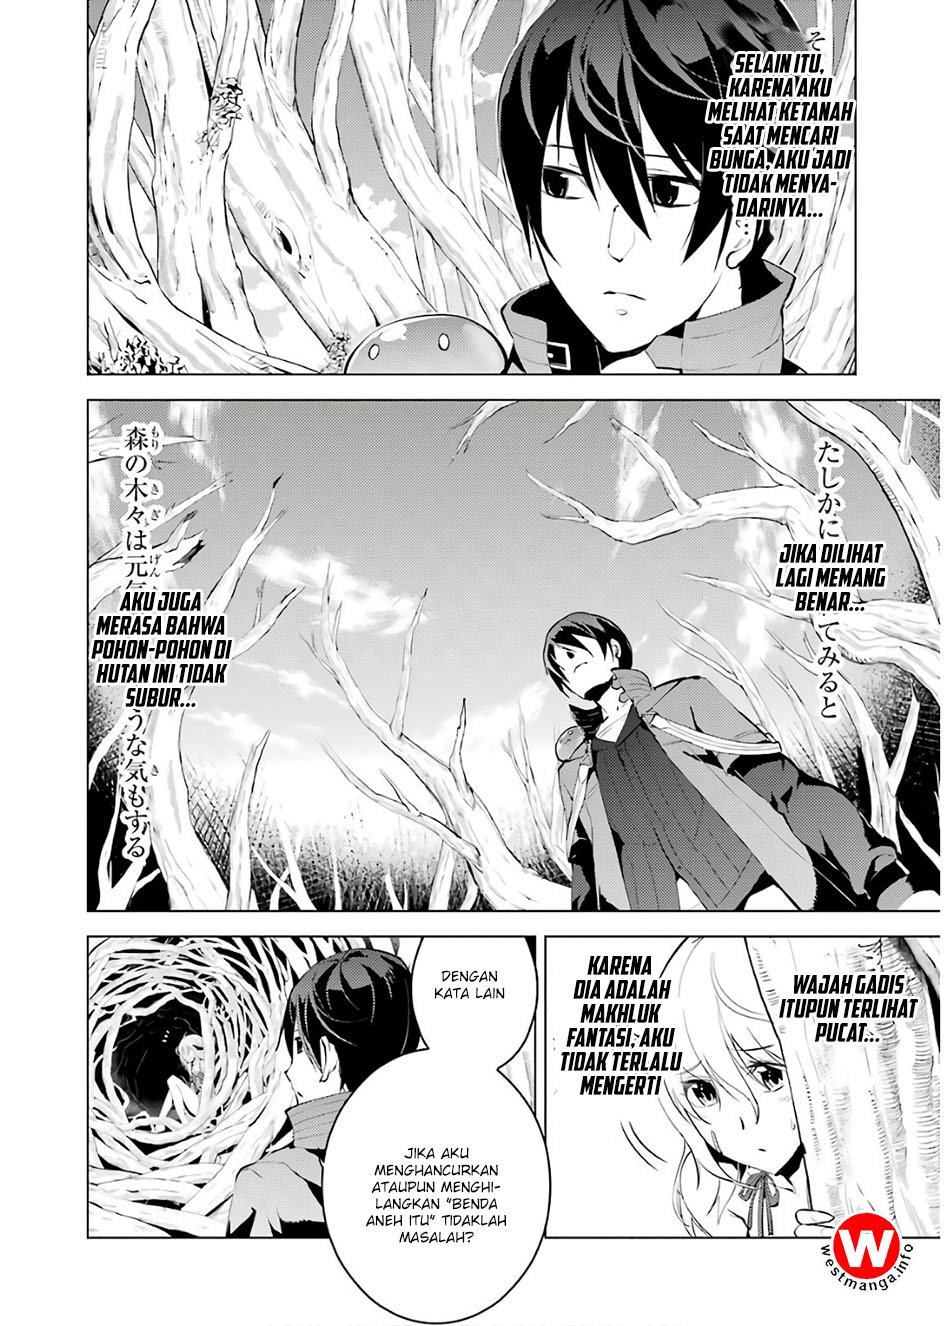 そ
SELAIN ITU,
KARENA AKU
MELIHAT KETANAH
SAAT MENCARI
BUNGA, AKU JADI
TIDAK MENYA-
DARINYA...
たしかに
てみると
JIKA DILIHAT
LAGI MEMANG
BENAR...
森の木々は元気
うな気もする
AKU JUGA
MERASA BAHWA
POHON-POHON DI
HUTAN INI TIDAK
SUBUR...
WAJAH GADIS
ITUPUN TERLIHAT
PUCAT...
KARENA
DIA ADALAH
MAKHLUK
FANTASI, AKU
TIDAK TERLALU
MENGERTI
DENGAN
KATA LAIN
JIKA AKU
MENGHANCURKAN
ATAUPUN MENGHI-
LANGKAN "BENDA
ANEH ITU" TIDAKLAH
MASALAH?
W
westmanga.info